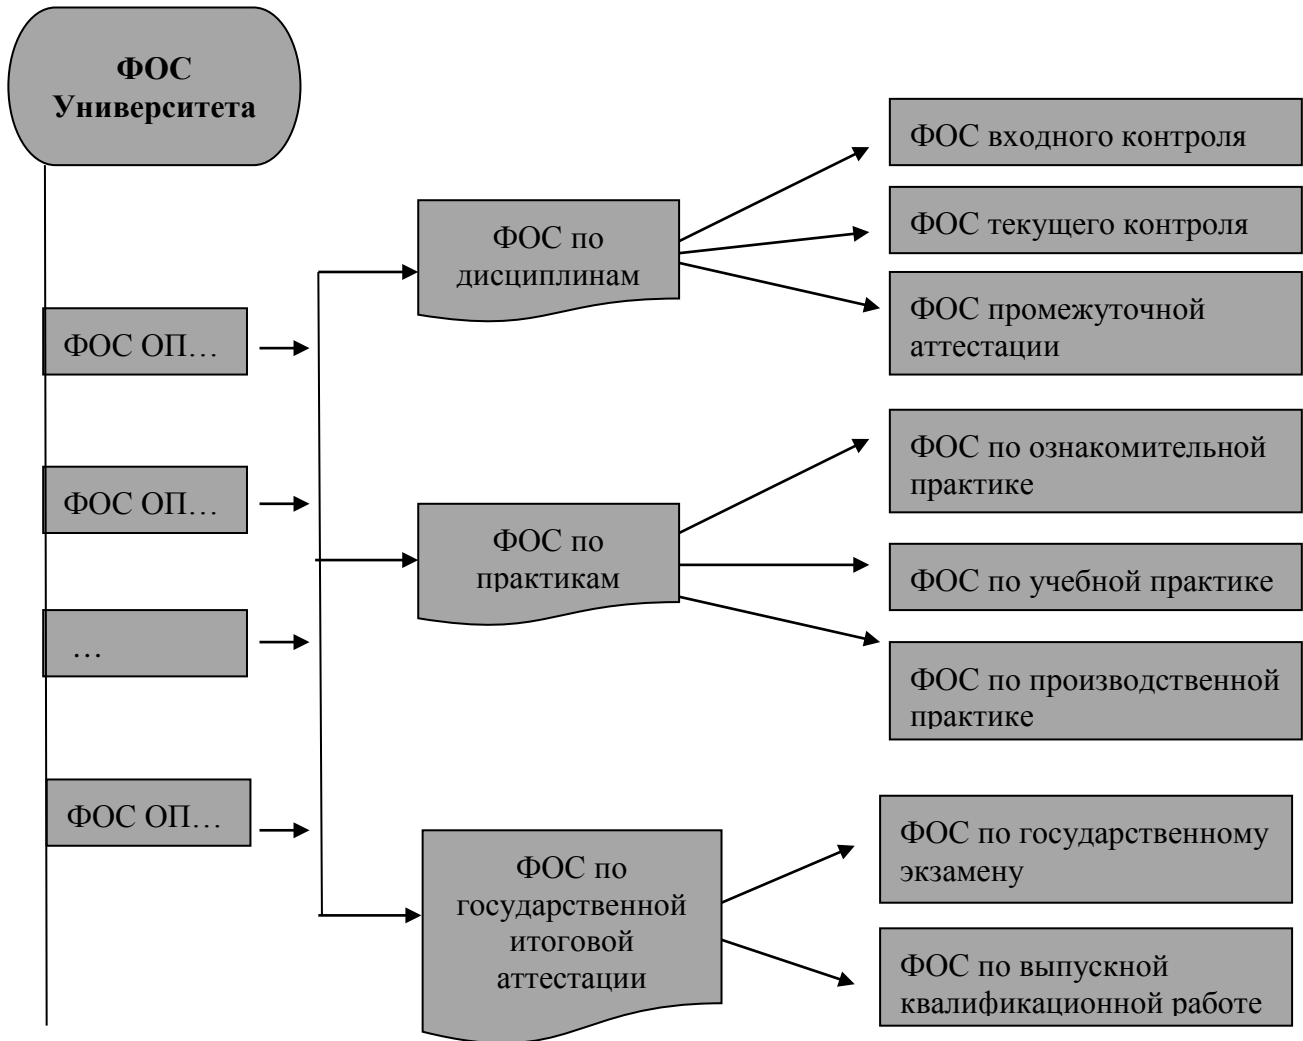 ФОС
Университета
ФОС ОП…
ФОС ОП…
…
ФОС ОП…
ФОС по
дисциплинам
ФОС входного контроля
ФОС текущего контроля
ФОС промежуточной
аттестации
ФОС по
практикам
ФОС по ознакомительной
практике
ФОС по учебной практике
ФОС по производственной
практике
ФОС по
государственной
итоговой
аттестации
ФОС по государственному
экзамену
ФОС по выпускной
квалификационной работе